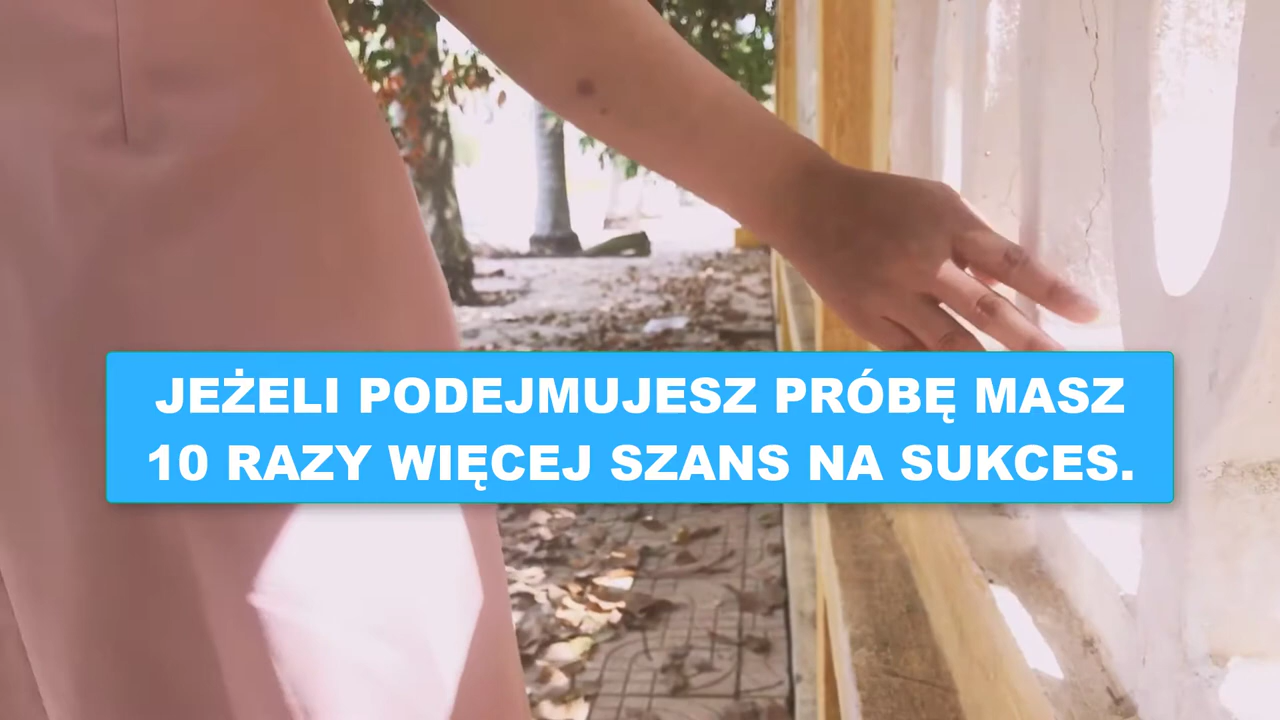 JEŻELI PODEJMUJESZ PRÓBĘ MASZ
10 RAZY WIĘCEJ SZANS NA SUKCES.